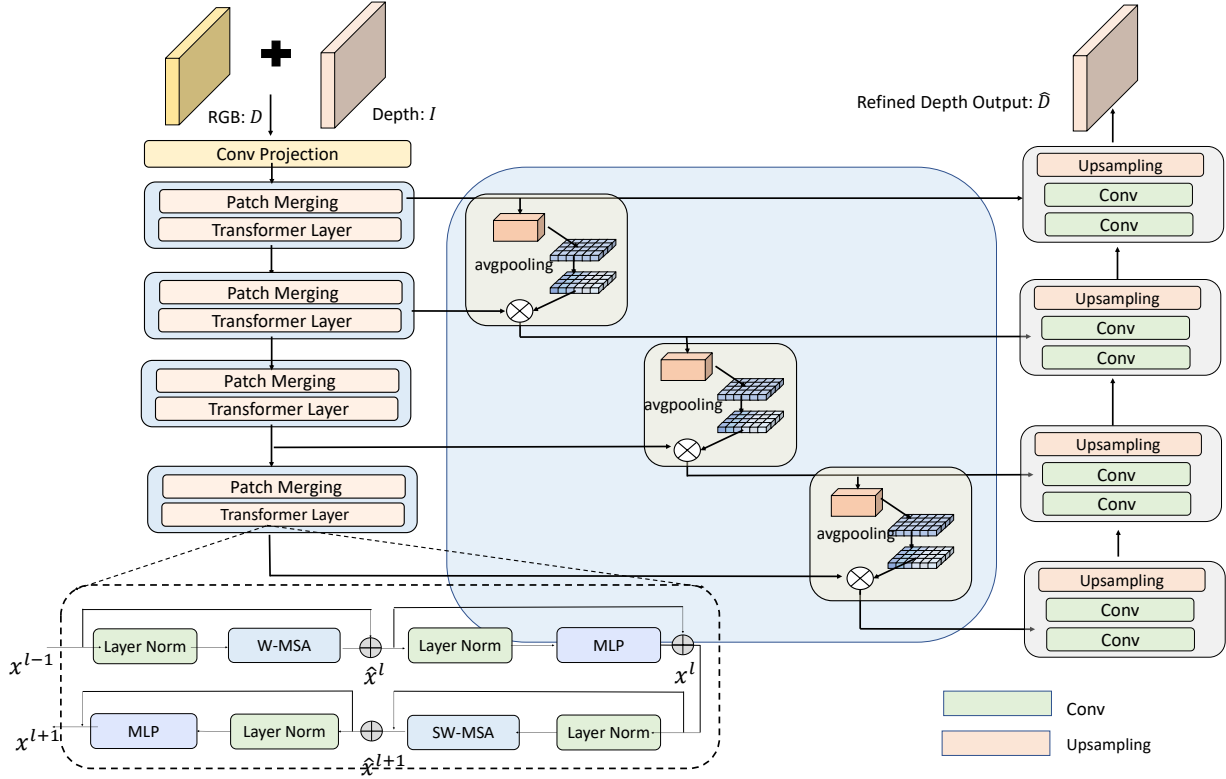 RGB: D
Depth: I
Refined Depth Output: D̂
Conv Projection
Patch Merging
Transformer Layer
Patch Merging
Transformer Layer
Patch Merging
Transformer Layer
Patch Merging
Transformer Layer
avgpooling
avgpooling
avgpooling
Upsampling
Conv
Conv
Upsampling
Conv
Conv
Upsampling
Conv
Conv
Upsampling
Conv
Conv
x^{l−1}
Layer Norm
W-MSA
x̂^l
Layer Norm
MLP
x^l
x^{l+1}
MLP
Layer Norm
x̂^{l+1}
SW-MSA
Layer Norm
Conv
Upsampling